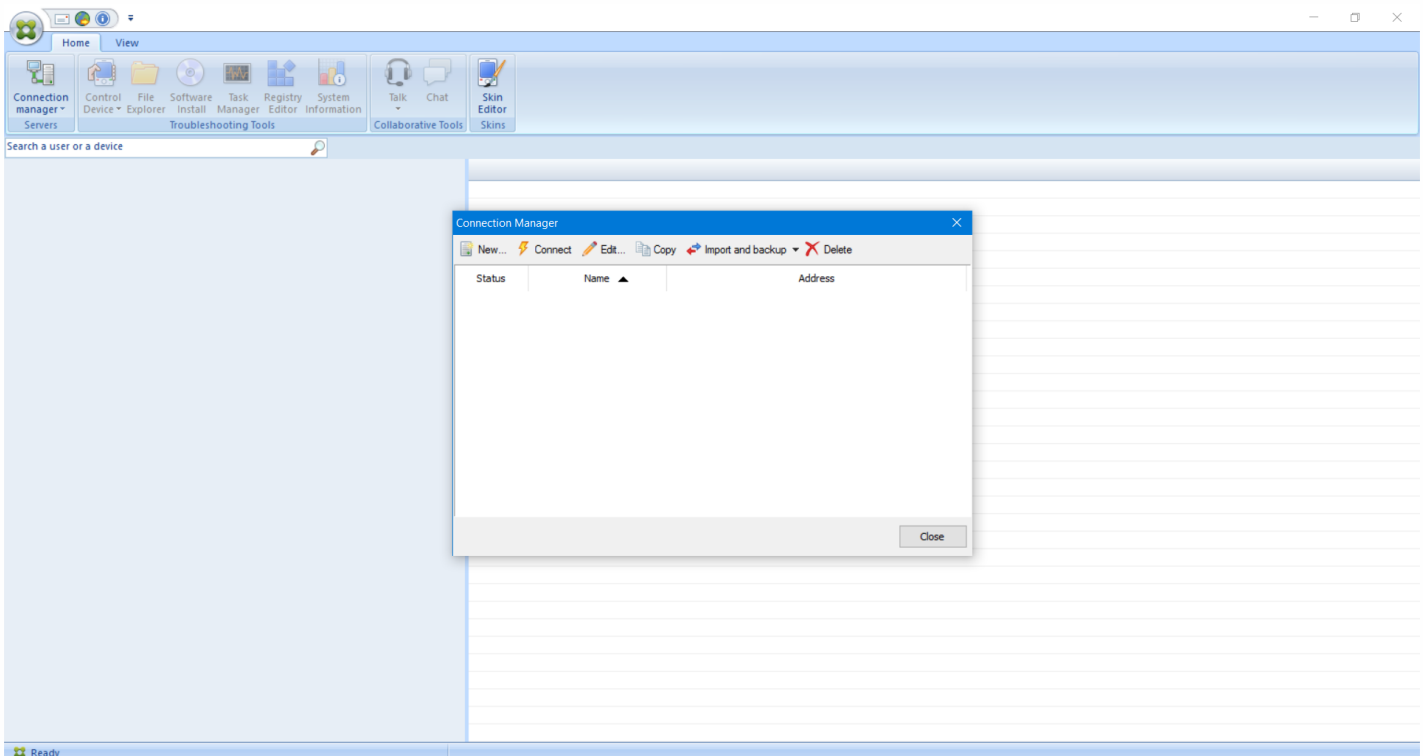 Home View
Connection manager
Control Device
File Explorer
Software Install
Task Manager
Registry Editor
System Information
Talk
Chat
Skin Editor
Servers
Troubleshooting Tools
Collaborative Tools
Skins
Search a user or a device
Connection Manager
New... Connect Edit... Copy Import and backup Delete
Status Name Address
Close
Ready